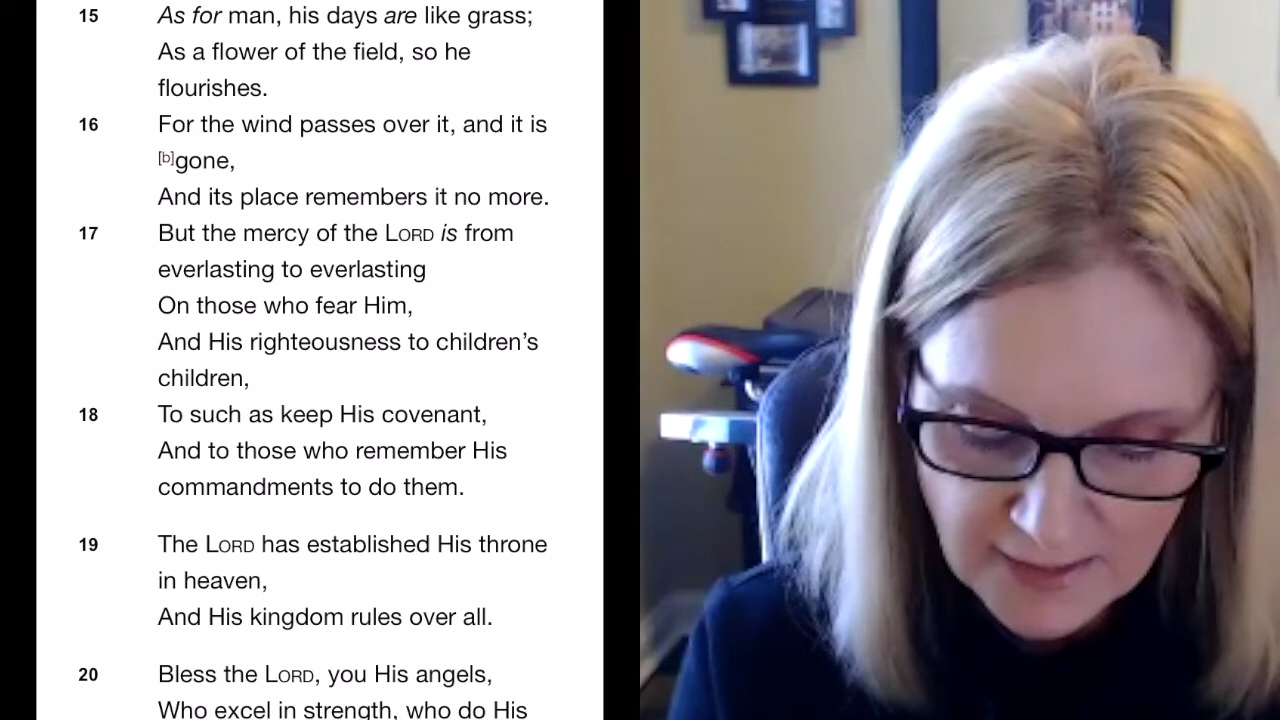 15 As for man, his days are like grass;
As a flower of the field, so he
flourishes.
16 For the wind passes over it, and it is
[b]gone,
And its place remembers it no more.
17 But the mercy of the LORD is from
everlasting to everlasting
On those who fear Him,
And His righteousness to children’s
children,
18 To such as keep His covenant,
And to those who remember His
commandments to do them.
19 The LORD has established His throne
in heaven,
And His kingdom rules over all.
20 Bless the LORD, you His angels,
Who excel in strength, who do His